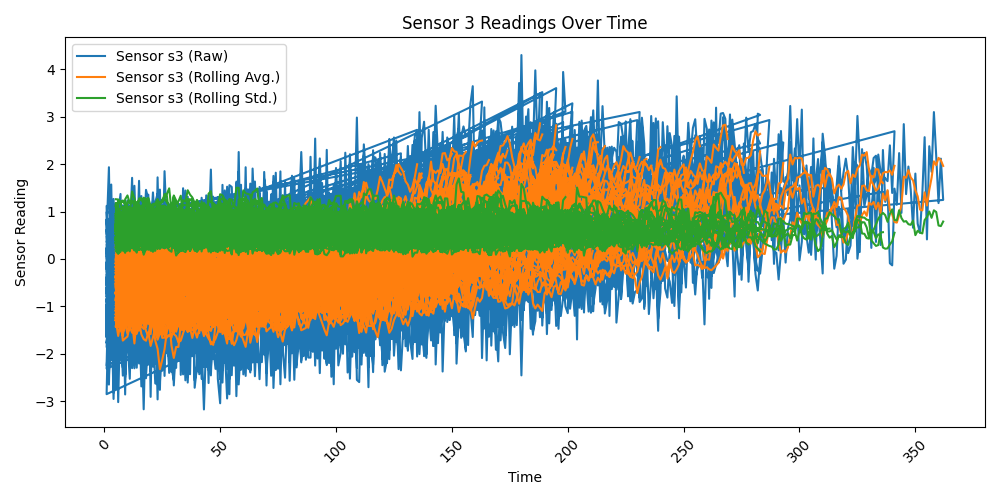 Sensor 3 Readings Over Time
Sensor s3 (Raw)
Sensor s3 (Rolling Avg.)
Sensor s3 (Rolling Std.)
Sensor Reading
4
3
2
1
0
−1
−2
−3
0
50
100
150
200
250
300
350
Time